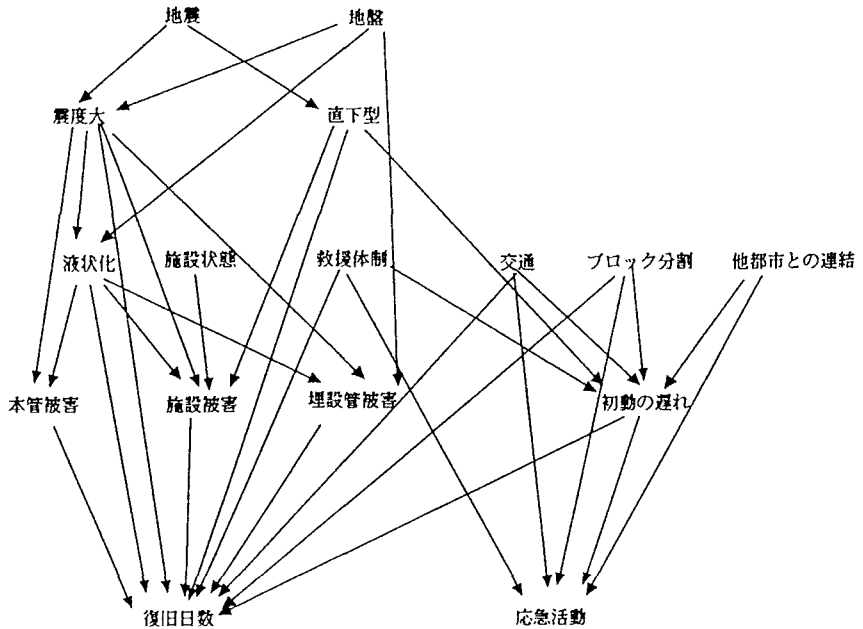 地震
地盤
震度大
直下型
液状化
施設状態
救援体制
交通
ブロック分割
他都市との連結
本管被害
施設被害
埋設管被害
初動の遅れ
復旧日数
応急活動